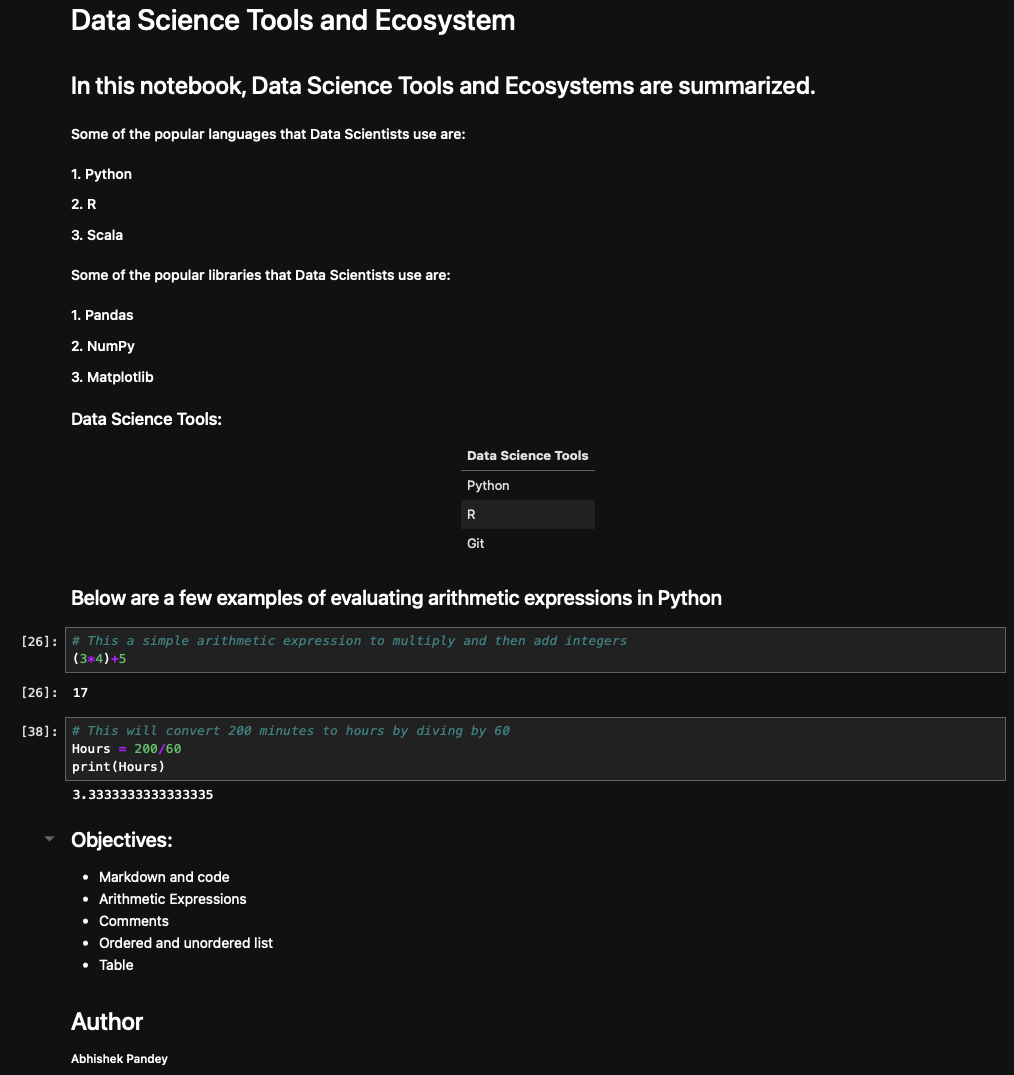 Data Science Tools and Ecosystem
In this notebook, Data Science Tools and Ecosystems are summarized.
Some of the popular languages that Data Scientists use are:
1. Python
2. R
3. Scala
Some of the popular libraries that Data Scientists use are:
1. Pandas
2. NumPy
3. Matplotlib
Data Science Tools:
Data Science Tools
Python
R
Git
Below are a few examples of evaluating arithmetic expressions in Python
[26]: # This a simple arithmetic expression to multiply and then add integers
(3*4)+5
[26]: 17
[38]: # This will convert 200 minutes to hours by diving by 60
Hours = 200/60
print(Hours)
3.3333333333333335
Objectives:
• Markdown and code
• Arithmetic Expressions
• Comments
• Ordered and unordered list
• Table
Author
Abhishek Pandey